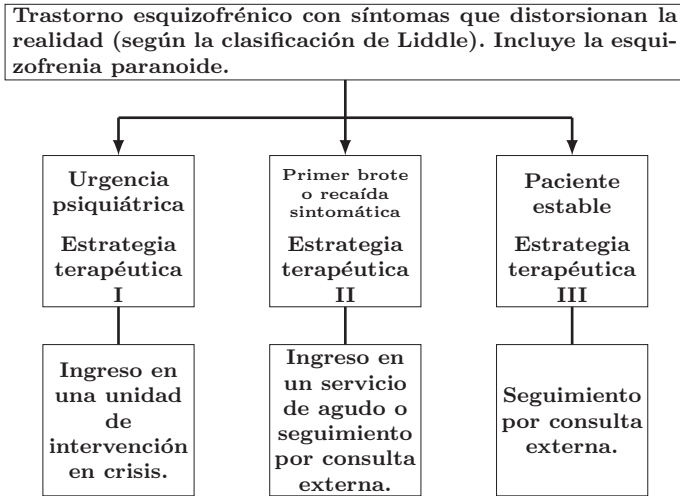 Trastorno esquizofrénico con síntomas que distorsionan la
realidad (según la clasificación de Liddle). Incluye la esqui-
zofrenia paranoide.
Urgencia
psiquiátrica
Estrategia
terapéutica
I
Primer brote
o recaída
sintomática
Estrategia
terapéutica
II
Paciente
estable
Estrategia
terapéutica
III
Ingreso en
una unidad
de
intervención
en crisis.
Ingreso en
un servicio
de agudo o
seguimiento
por consulta
externa.
Seguimiento
por consulta
externa.